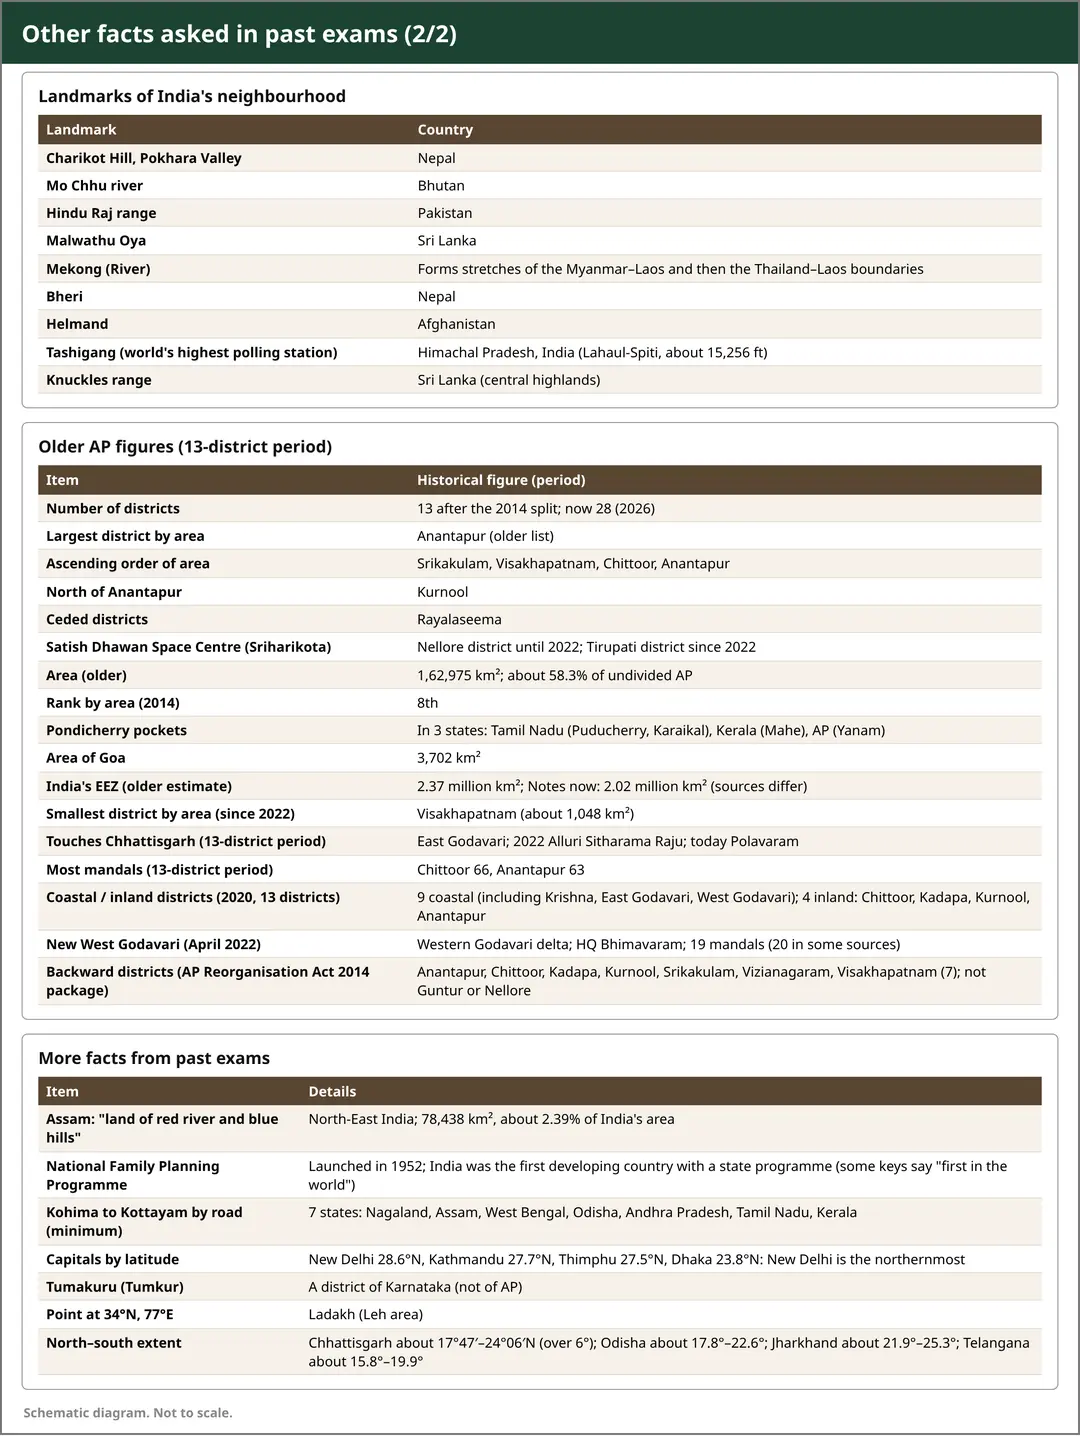 Other facts asked in past exams (2/2)
Landmarks of India's neighbourhood
Landmark Country
Charikot Hill, Pokhara Valley Nepal
Mo Chhu river Bhutan
Hindu Raj range Pakistan
Malwathu Oya Sri Lanka
Mekong (River) Forms stretches of the Myanmar–Laos and then the Thailand–Laos boundaries
Bheri Nepal
Helmand Afghanistan
Tashigang (world's highest polling station) Himachal Pradesh, India (Lahaul-Spiti, about 15,256 ft)
Knuckles range Sri Lanka (central highlands)
Older AP figures (13-district period)
Item Historical figure (period)
Number of districts 13 after the 2014 split; now 28 (2026)
Largest district by area Anantapur (older list)
Ascending order of area Srikakulam, Visakhapatnam, Chittoor, Anantapur
North of Anantapur Kurnool
Ceded districts Rayalaseema
Satish Dhawan Space Centre (Sriharikota) Nellore district until 2022; Tirupati district since 2022
Area (older) 1,62,975 km²; about 58.3% of undivided AP
Rank by area (2014) 8th
Pondicherry pockets In 3 states: Tamil Nadu (Puducherry, Karaikal), Kerala (Mahe), AP (Yanam)
Area of Goa 3,702 km²
India's EEZ (older estimate) 2.37 million km²; Notes now: 2.02 million km² (sources differ)
Smallest district by area (since 2022) Visakhapatnam (about 1,048 km²)
Touches Chhattisgarh (13-district period) East Godavari; 2022 Alluri Sitharama Raju; today Polavaram
Most mandals (13-district period) Chittoor 66, Anantapur 63
Coastal / inland districts (2020, 13 districts) 9 coastal (including Krishna, East Godavari, West Godavari); 4 inland: Chittoor, Kadapa, Kurnool,
Anantapur
New West Godavari (April 2022) Western Godavari delta; HQ Bhimavaram; 19 mandals (20 in some sources)
Backward districts (AP Reorganisation Act 2014 Anantapur, Chittoor, Kadapa, Kurnool, Srikakulam, Vizianagaram, Visakhapatnam (7); not
package) Guntur or Nellore
More facts from past exams
Item Details
Assam: "land of red river and blue North-East India; 78,438 km², about 2.39% of India's area
hills"
National Family Planning Launched in 1952; India was the first developing country with a state programme (some keys say "first in the
Programme world")
Kohima to Kottayam by road 7 states: Nagaland, Assam, West Bengal, Odisha, Andhra Pradesh, Tamil Nadu, Kerala
(minimum)
Capitals by latitude New Delhi 28.6°N, Kathmandu 27.7°N, Thimphu 27.5°N, Dhaka 23.8°N: New Delhi is the northernmost
Tumakuru (Tumkur) A district of Karnataka (not of AP)
Point at 34°N, 77°E Ladakh (Leh area)
North–south extent Chhattisgarh about 17°47′–24°06′N (over 6°); Odisha about 17.8°–22.6°; Jharkhand about 21.9°–25.3°; Telangana
about 15.8°–19.9°
Schematic diagram. Not to scale.